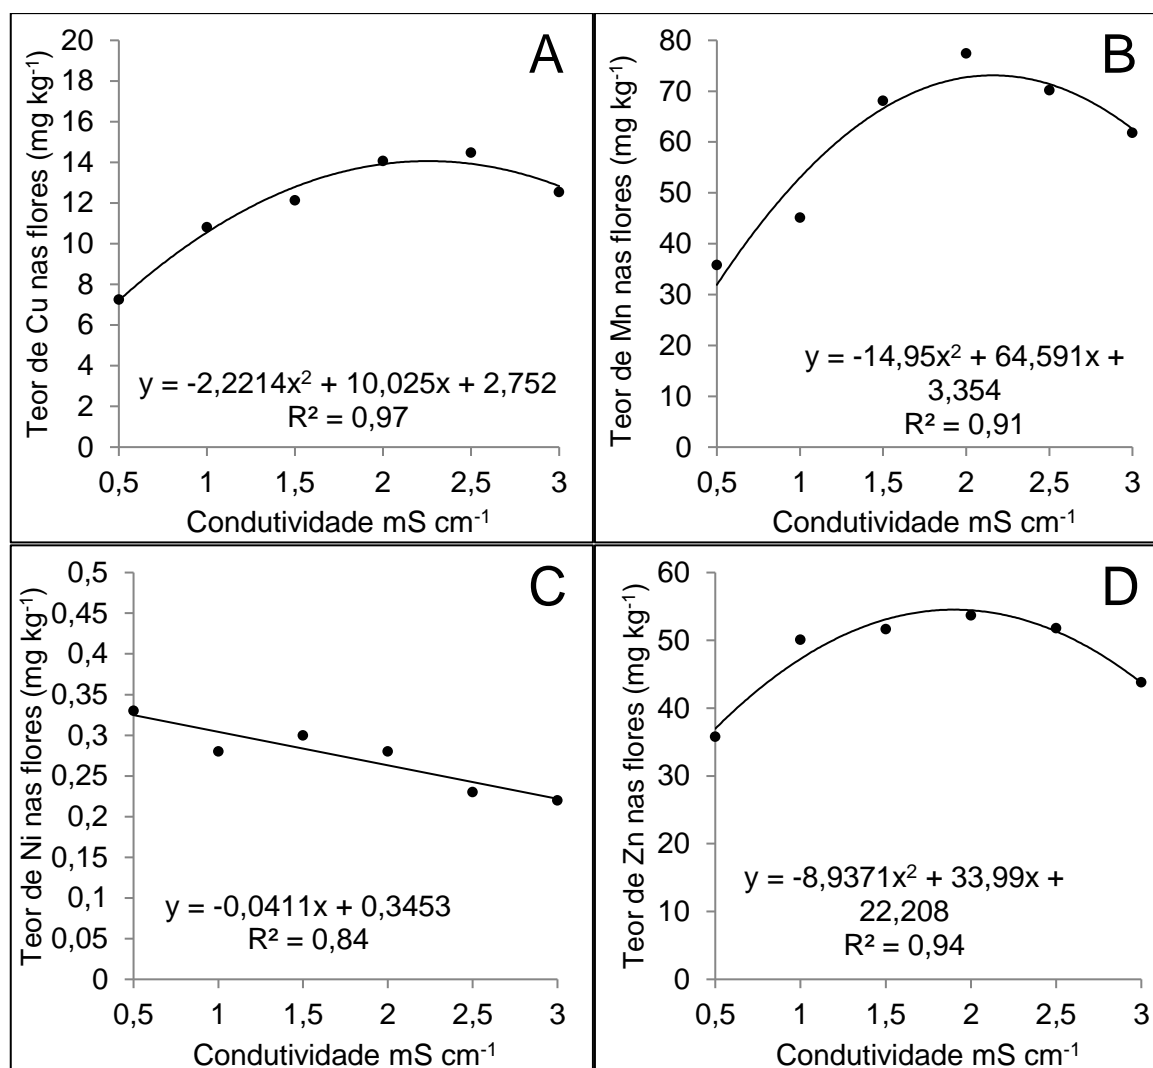 A
Teor de Cu nas flores (mg kg⁻¹)
20
18
16
14
12
10
8
6
4
2
0
y = -2,2214x² + 10,025x + 2,752
R² = 0,97
0,5 1 1,5 2 2,5 3
Condutividade mS cm⁻¹
B
Teor de Mn nas flores (mg kg⁻¹)
80
70
60
50
40
30
20
10
0
y = -14,95x² + 64,591x +
3,354
R² = 0,91
0,5 1 1,5 2 2,5 3
Condutividade mS cm⁻¹
C
Teor de Ni nas flores (mg kg⁻¹)
0,5
0,45
0,4
0,35
0,3
0,25
0,2
0,15
0,1
0,05
0
y = -0,0411x + 0,3453
R² = 0,84
0,5 1 1,5 2 2,5 3
Condutividade mS cm⁻¹
D
Teor de Zn nas flores (mg kg⁻¹)
60
50
40
30
20
10
0
y = -8,9371x² + 33,99x +
22,208
R² = 0,94
0,5 1 1,5 2 2,5 3
Condutividade mS cm⁻¹